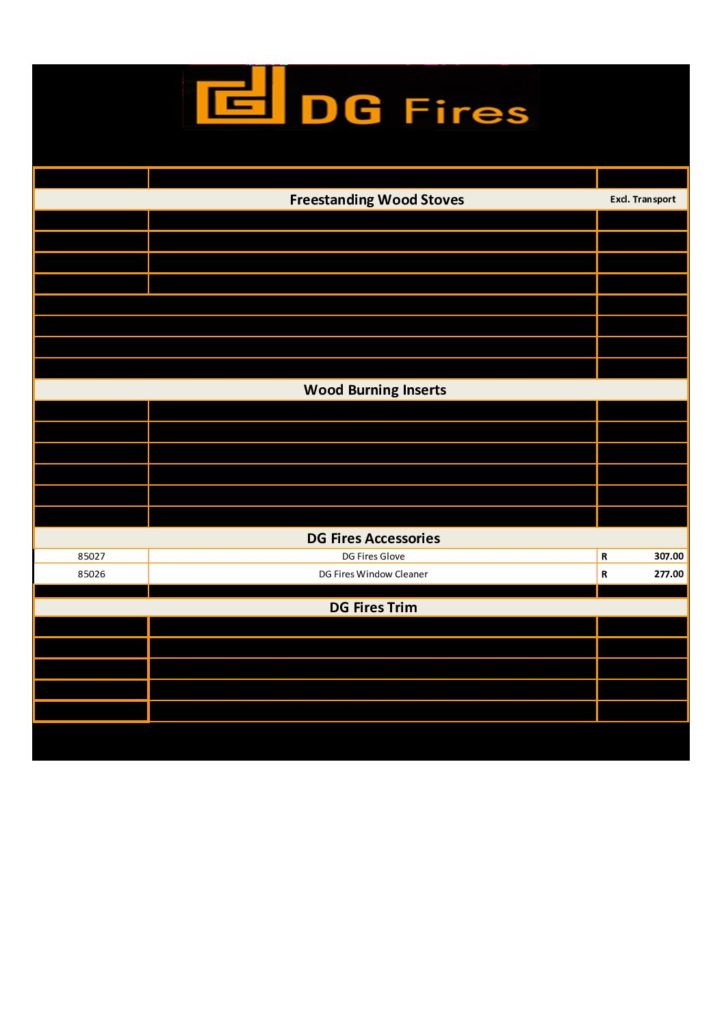 DG Fires
Freestanding Wood Stoves Excl. Transport
Wood Burning Inserts
DG Fires Accessories
85027 DG Fires Glove R 307.00
85026 DG Fires Window Cleaner R 277.00
DG Fires Trim